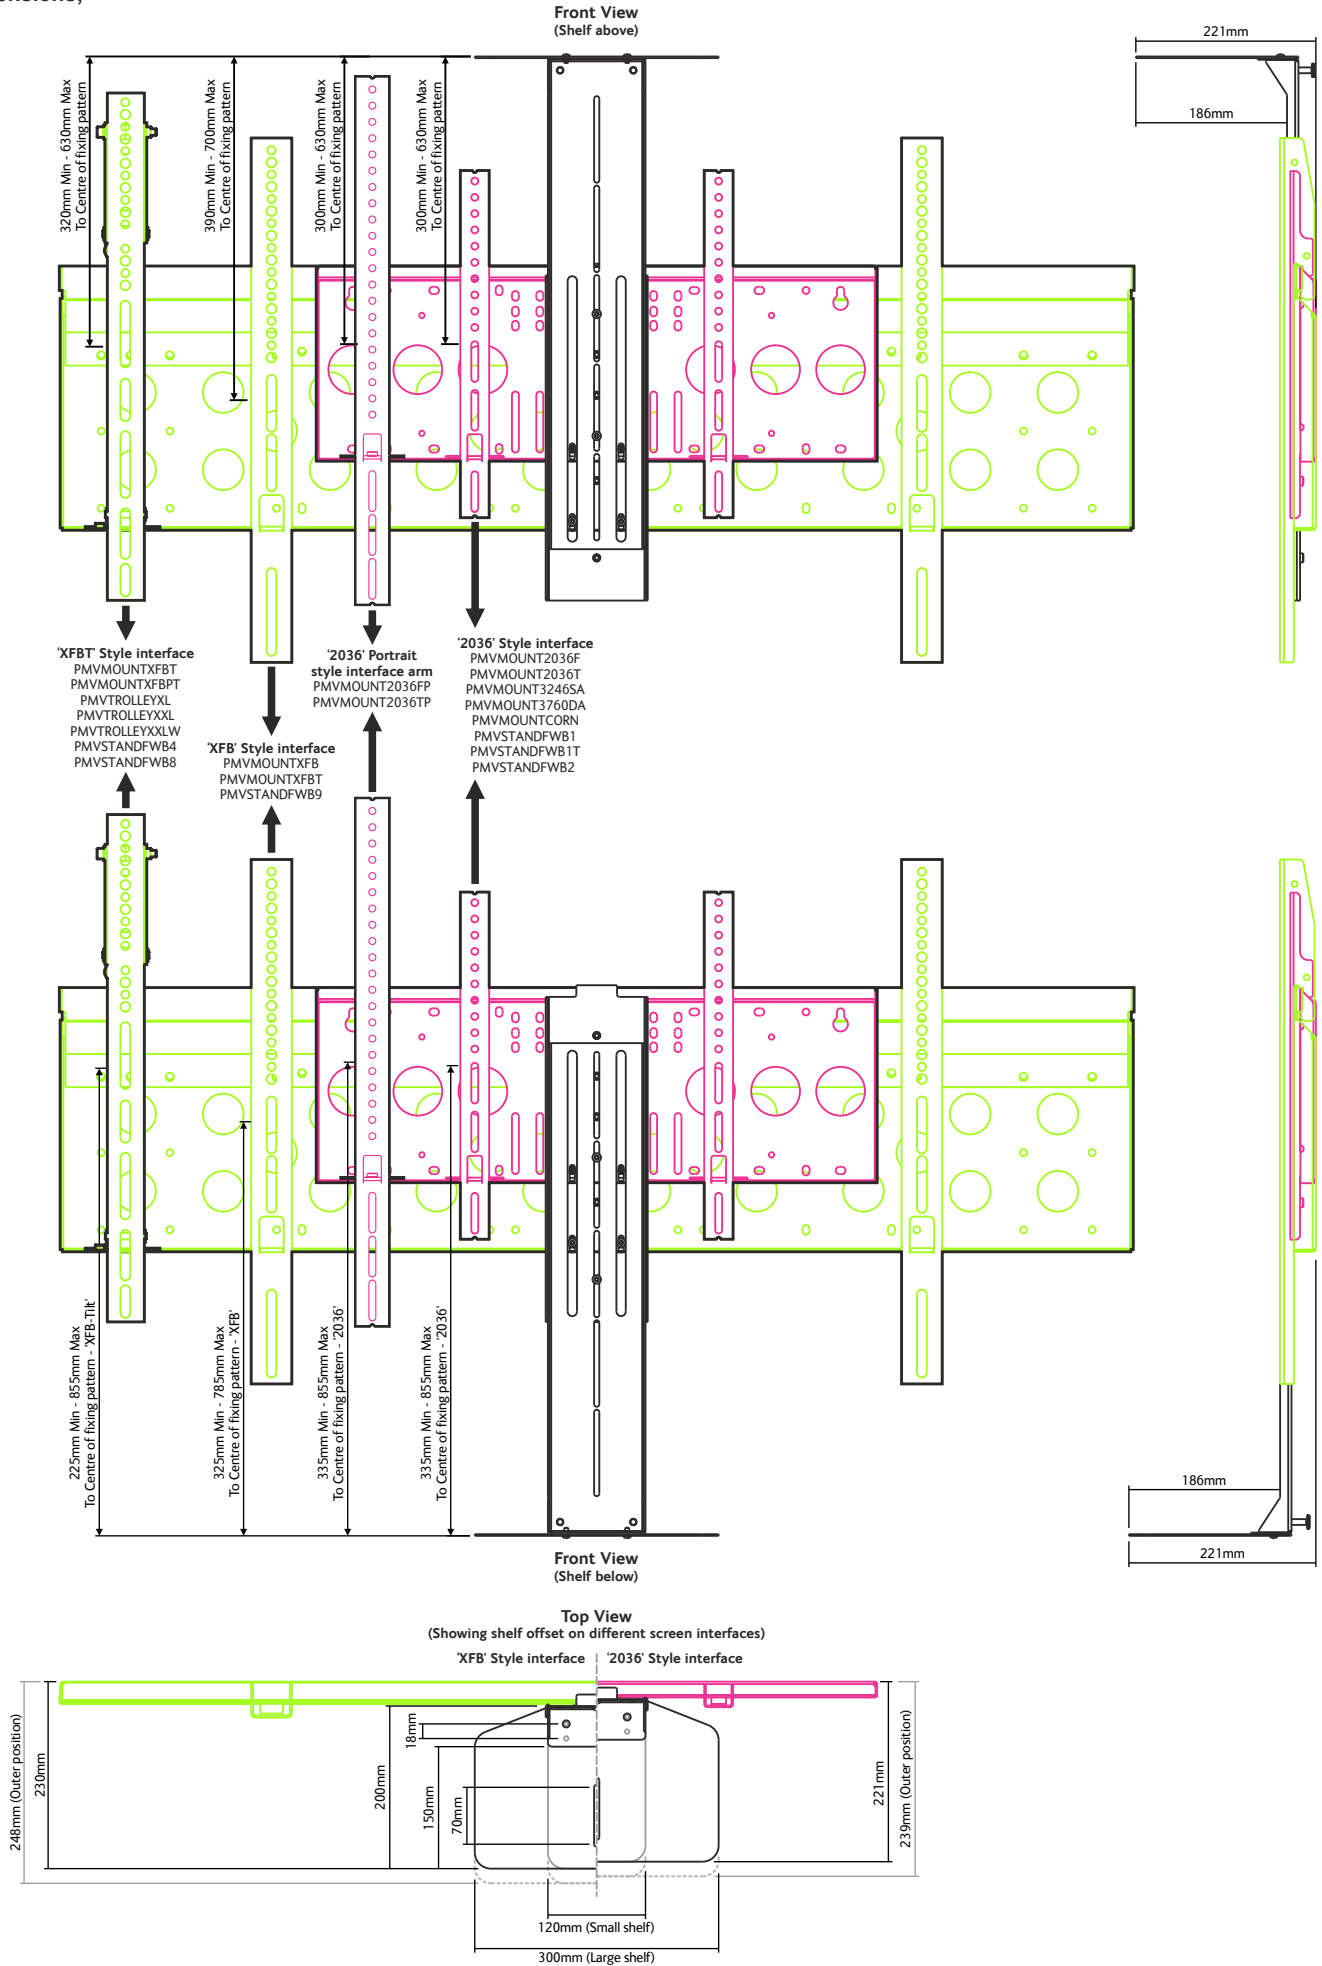 Front View
(Shelf above)
221mm
186mm
320mm Min - 630mm Max
To Centre of fixing pattern
390mm Min - 700mm Max
To Centre of fixing pattern
300mm Min - 630mm Max
To Centre of fixing pattern
300mm Min - 630mm Max
To Centre of fixing pattern
'XFBT' Style interface
PMVMOUNTXFBT
PMVMOUNTXFBPT
PMVTROLLEYXL
PMVTROLLEYXXL
PMVTROLLEYXXLW
PMVSTANDFWB4
PMVSTANDFWB8
'XFB' Style interface
PMVMOUNTXFB
PMVMOUNTXFBT
PMVSTANDFWB9
'2036' Portrait
style interface arm
PMVMOUNT2036FP
PMVMOUNT2036TP
'2036' Style interface
PMVMOUNT2036F
PMVMOUNT2036T
PMVMOUNT3246SA
PMVMOUNT3760DA
PMVMOUNTCORN
PMVSTANDFWB1
PMVSTANDFWB1T
PMVSTANDFWB2
225mm Min - 855mm Max
To Centre of fixing pattern - 'XFB-Tilt'
325mm Min - 785mm Max
To Centre of fixing pattern - 'XFB'
335mm Min - 855mm Max
To Centre of fixing pattern - '2036'
335mm Min - 855mm Max
To Centre of fixing pattern - '2036'
186mm
221mm
Front View
(Shelf below)
Top View
(Showing shelf offset on different screen interfaces)
'XFB' Style interface
'2036' Style interface
248mm (Outer position)
230mm
200mm
18mm
150mm
70mm
221mm
239mm (Outer position)
120mm (Small shelf)
300mm (Large shelf)